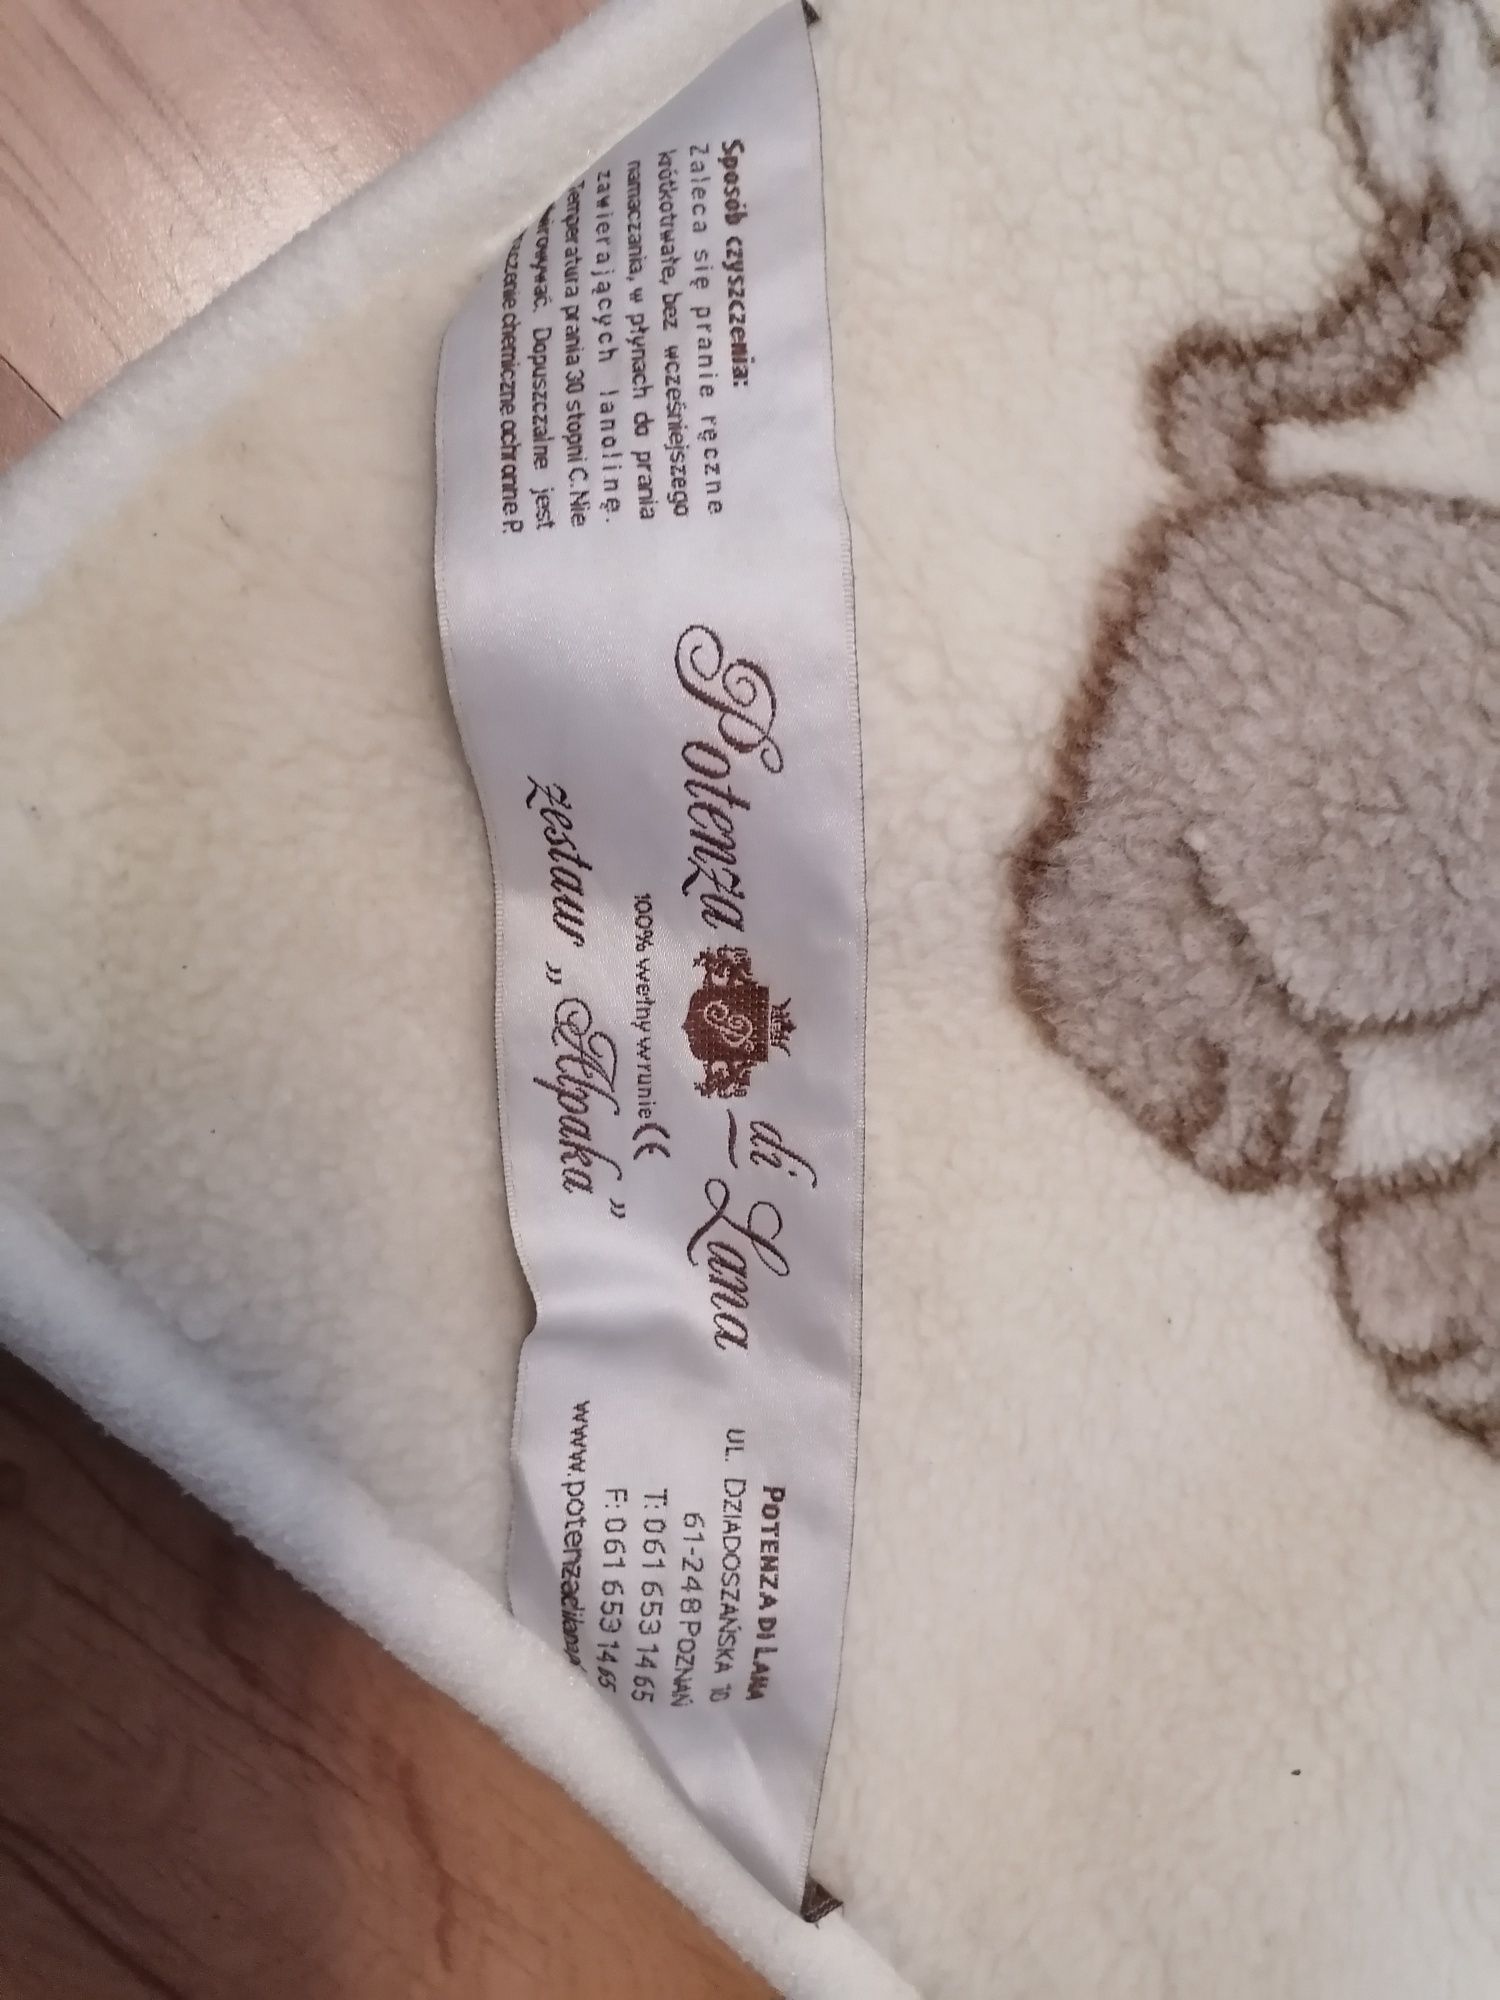 Sposób czyszczenia:
Zaleca się pranie ręczne
krótkotrwałe, bez wcześniejszego
namaczania, w płynach do prania
zawierających lanolinę.
Temperatura prania 30 stopni C. Nie
Dopuszczalne jest
chemiczne ochronne P.
Potenza di Lana
P
100% wełny w runie
zestaw „Alpaka”
POTENZA DI LANA
UL. DZIADOSZAŃSKA 10
61-248 POZNAŃ
T: 061 653 14 65
F: 061 653 14 65
www.potenzadilana